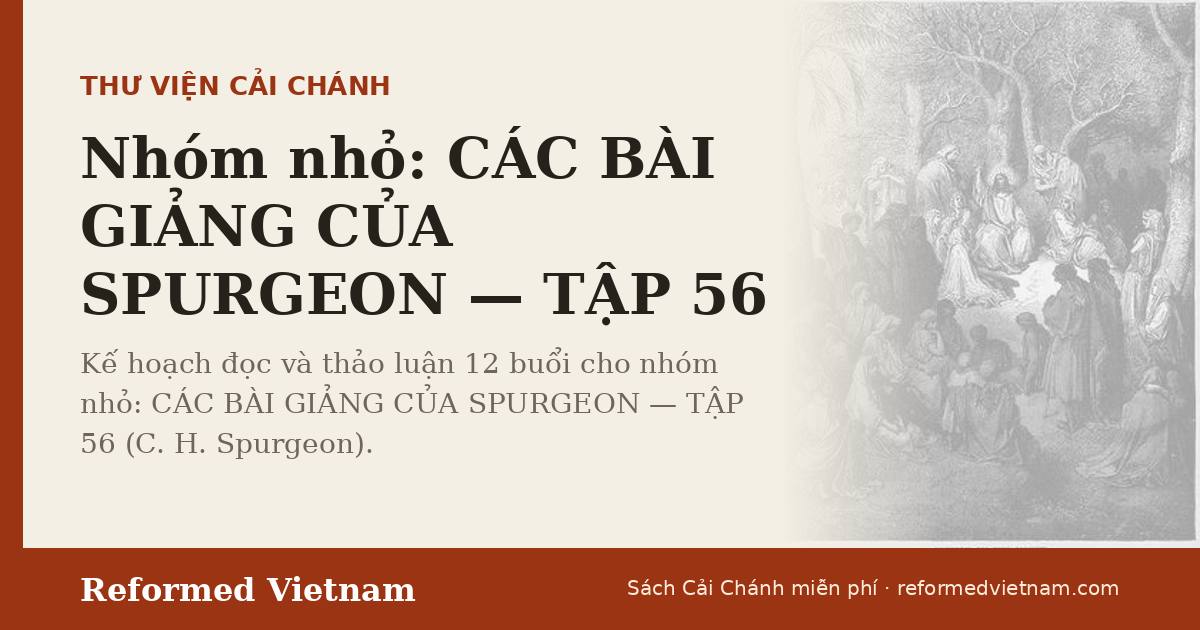 THƯ VIỆN CẢI CHÁNH
Nhóm nhỏ: CÁC BÀI
GIẢNG CỦA
SPURGEON — TẬP 56
Kế hoạch đọc và thảo luận 12 buổi cho nhóm
nhỏ: CÁC BÀI GIẢNG CỦA SPURGEON — TẬP
56 (C. H. Spurgeon).
Reformed Vietnam
Sách Cải Chánh miễn phí · reformedvietnam.com